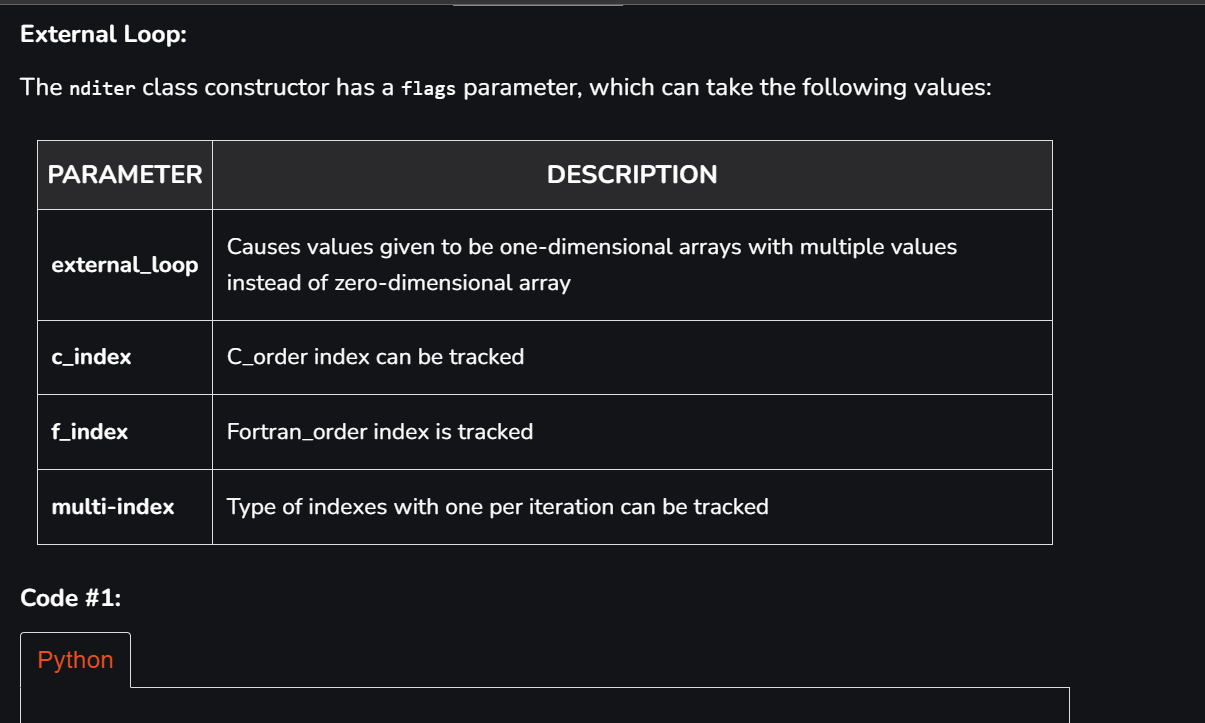 External Loop:
The nditer class constructor has a flags parameter, which can take the following values:
PARAMETER DESCRIPTION
external_loop Causes values given to be one-dimensional arrays with multiple values
instead of zero-dimensional array
c_index C_order index can be tracked
f_index Fortran_order index is tracked
multi-index Type of indexes with one per iteration can be tracked
Code #1:
Python